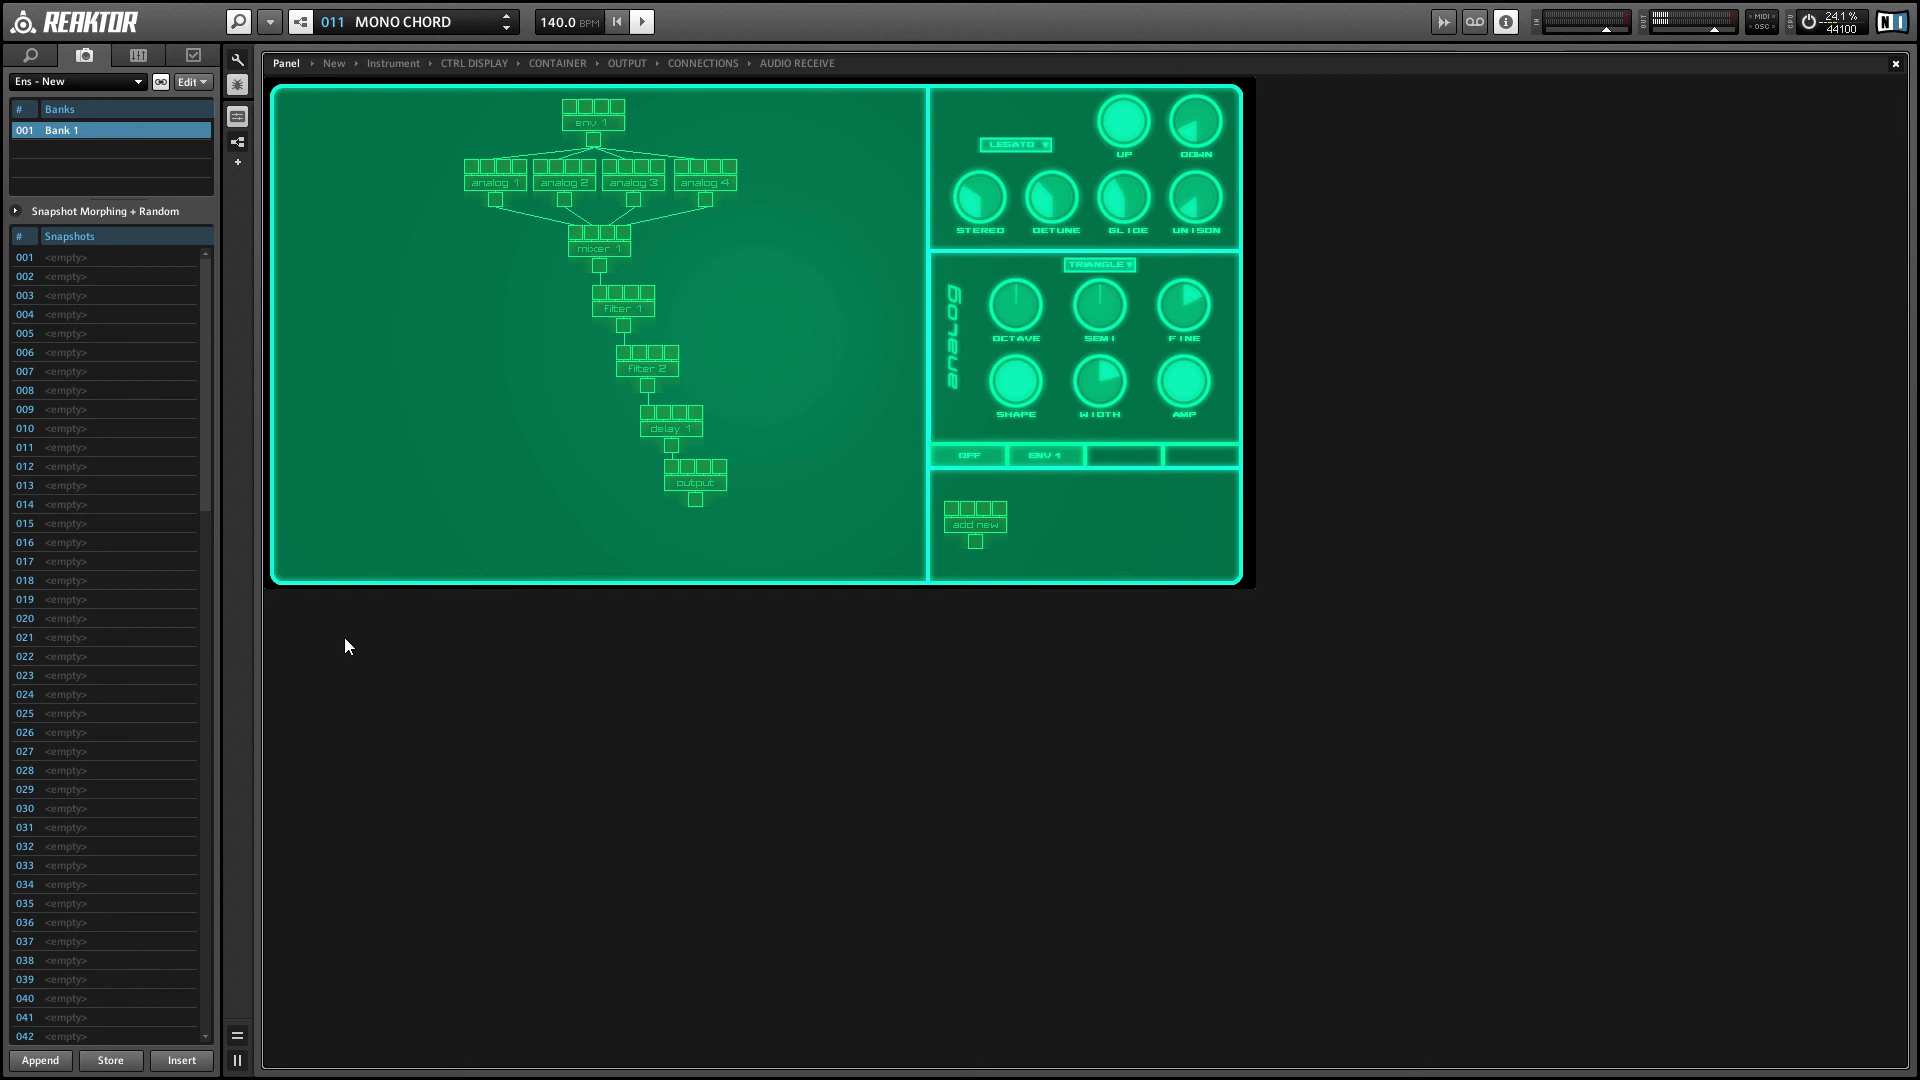 REAKTOR
011 MONO CHORD
140.0 BPM
IN
OUT
MIDI
OSC
CPU
24.1 %
44100
Ens - New
Edit
# Banks
001 Bank 1
Snapshot Morphing + Random
# Snapshots
001 <empty>
002 <empty>
003 <empty>
004 <empty>
005 <empty>
006 <empty>
007 <empty>
008 <empty>
009 <empty>
010 <empty>
011 <empty>
012 <empty>
013 <empty>
014 <empty>
015 <empty>
016 <empty>
017 <empty>
018 <empty>
019 <empty>
020 <empty>
021 <empty>
022 <empty>
023 <empty>
024 <empty>
025 <empty>
026 <empty>
027 <empty>
028 <empty>
029 <empty>
030 <empty>
031 <empty>
032 <empty>
033 <empty>
034 <empty>
035 <empty>
036 <empty>
037 <empty>
038 <empty>
039 <empty>
040 <empty>
041 <empty>
042 <empty>
Append Store Insert
Panel New Instrument CTRL DISPLAY CONTAINER OUTPUT CONNECTIONS AUDIO RECEIVE
env 1
analog 1 analog 2 analog 3 analog 4
mixer 1
filter 1
filter 2
delay 1
output
LEGATO
UP DOWN
STEREO DETUNE GLIDE UNISON
TRIANGLE
analog
OCTAVE SEMI FINE
SHAPE WIDTH AMP
OFF ENV 1
add new